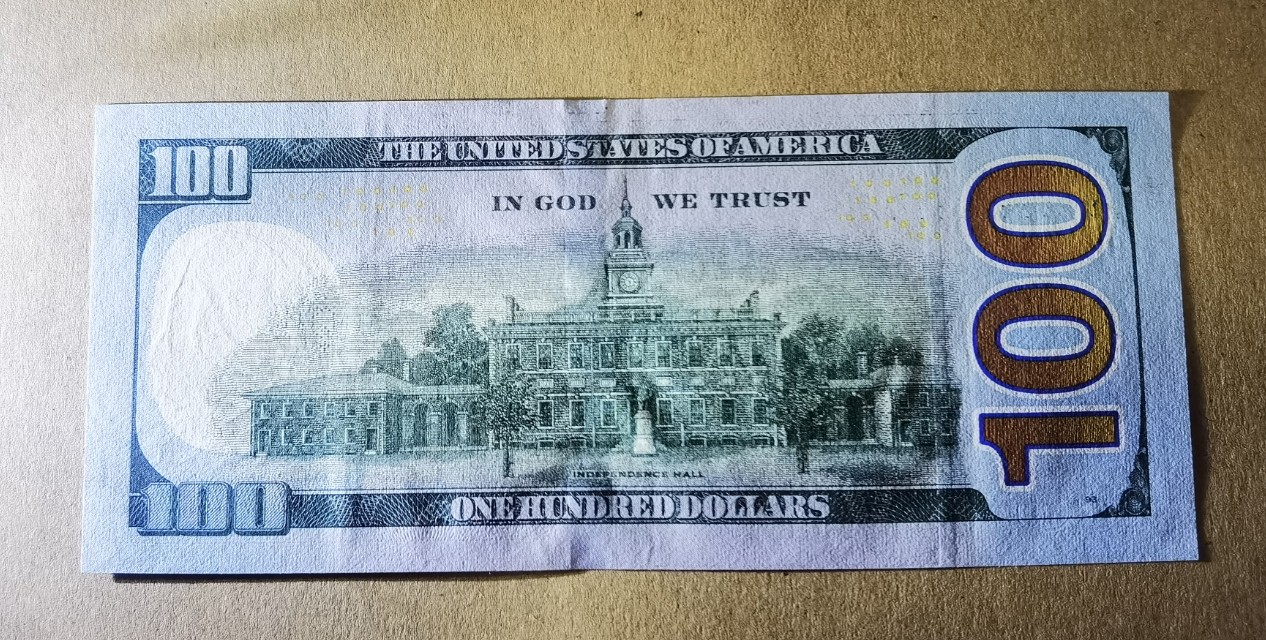 100
THE UNITED STATES OF AMERICA
IN GOD WE TRUST
100
INDEPENDENCE HALL
100
ONE HUNDRED DOLLARS